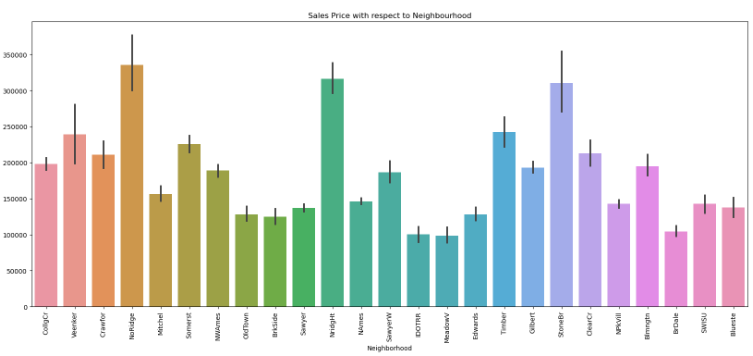 Sales Price with respect to Neighbourhood
350000
300000
250000
200000
150000
100000
50000
0
CollgCr
Veenker
Crawfor
NoRidge
Mitchel
Somerst
NWAmes
OldTown
BrkSide
Sawyer
NridgHt
NAmes
SawyerW
IDOTRR
MeadowV
Edwards
Timber
Gilbert
StoneBr
ClearCr
NPkVill
Blmngtn
BrDale
SWISU
Blueste
Neighborhood